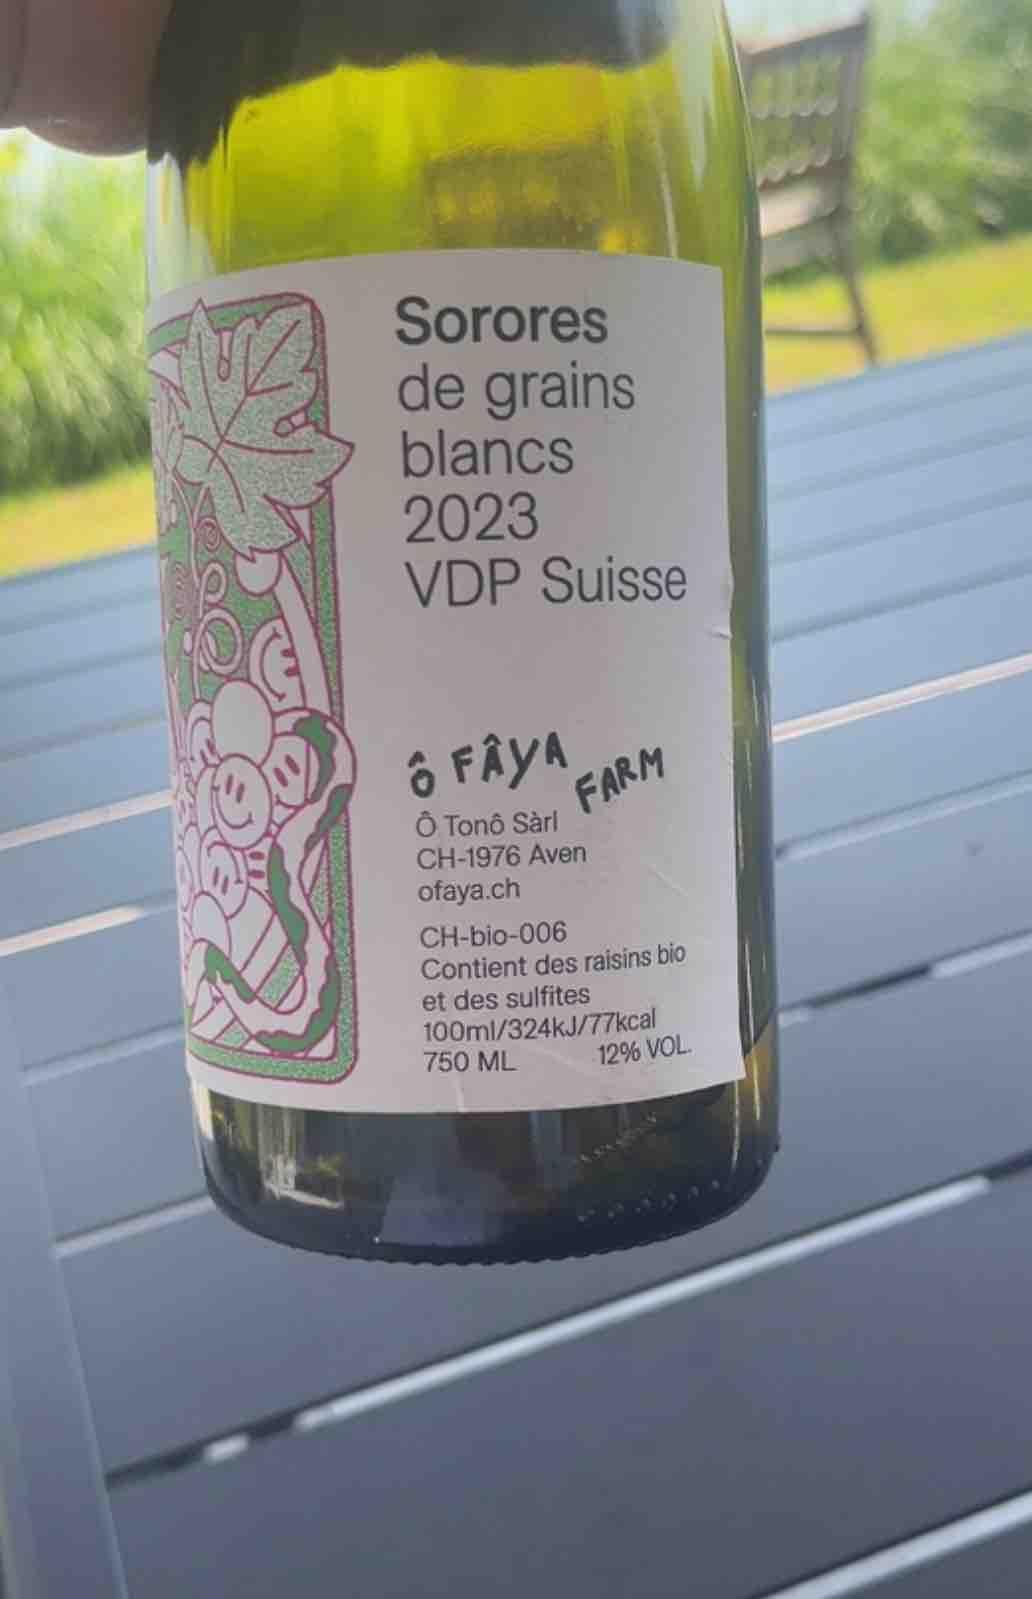 Sorores
de grains
blancs
2023
VDP Suisse
Ô FÂYA
FARM
Ô Tonô Sàrl
CH-1976 Aven
ofaya.ch
CH-bio-006
Contient des raisins bio
et des sulfites
100ml/324kJ/77kcal
750 ML 12% VOL.